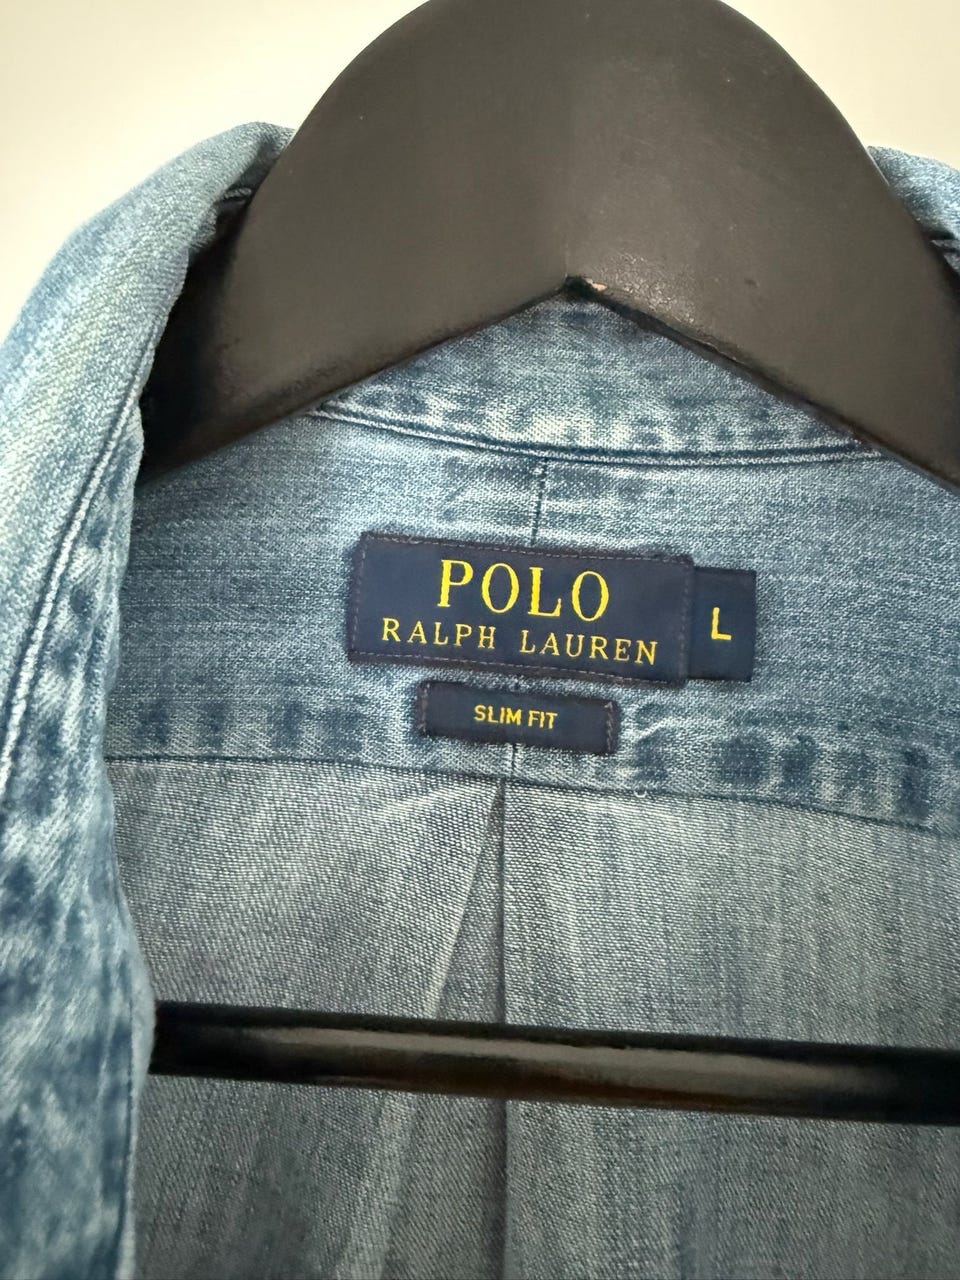 POLO
RALPH LAUREN
L
SLIM FIT